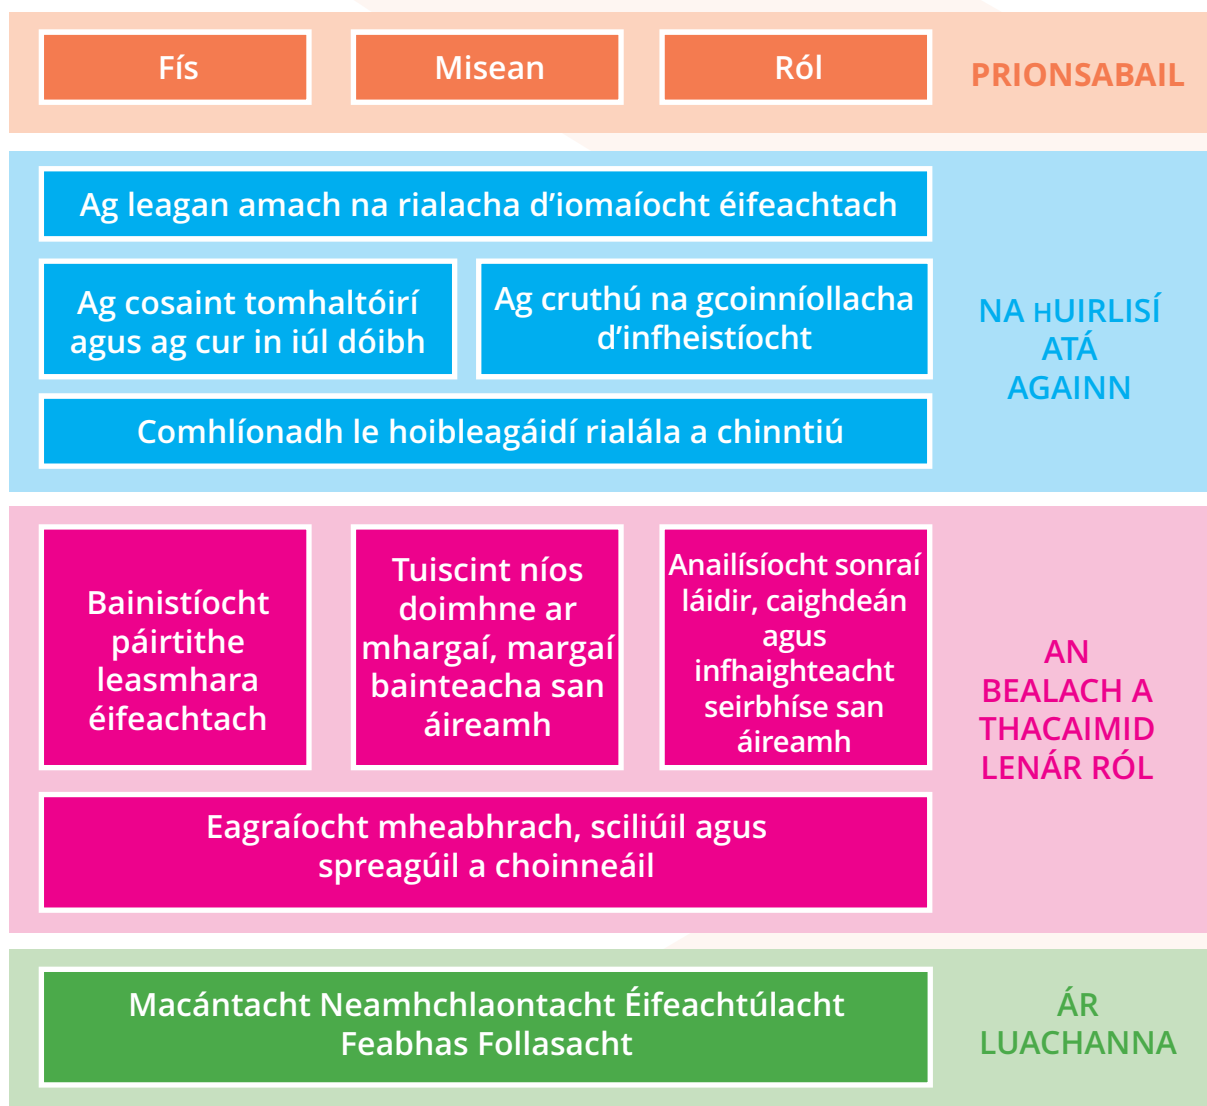 Fís
Misean
Ról
PRIONSABAIL
Ag leagan amach na rialacha d’iomaíocht éifeachtach
Ag cosaint tomhaltóirí
agus ag cur in iúl dóibh
Ag cruthú na gcoinníollacha
d’infheistíocht
Comhlíonadh le hoibleagáidí rialála a chinntiú
NA HUIRLISÍ
ATÁ
AGAINN
Bainistíocht
páirtithe
leasmhara
éifeachtach
Tuiscint níos
doimhne ar
mhargaí, margaí
bainteacha san
áireamh
Anailísíocht sonraí
láidir, caighdeán
agus
infhaighteacht
seirbhíse san
áireamh
Eagraíocht mheabhrach, sciliúil agus
spreagúil a choinneáil
AN
BEALACH A
THACAIMID
LENÁR RÓL
Macántacht Neamhchlaontacht Éifeachtúlacht
Feabhas Follasacht
ÁR
LUACHANNA